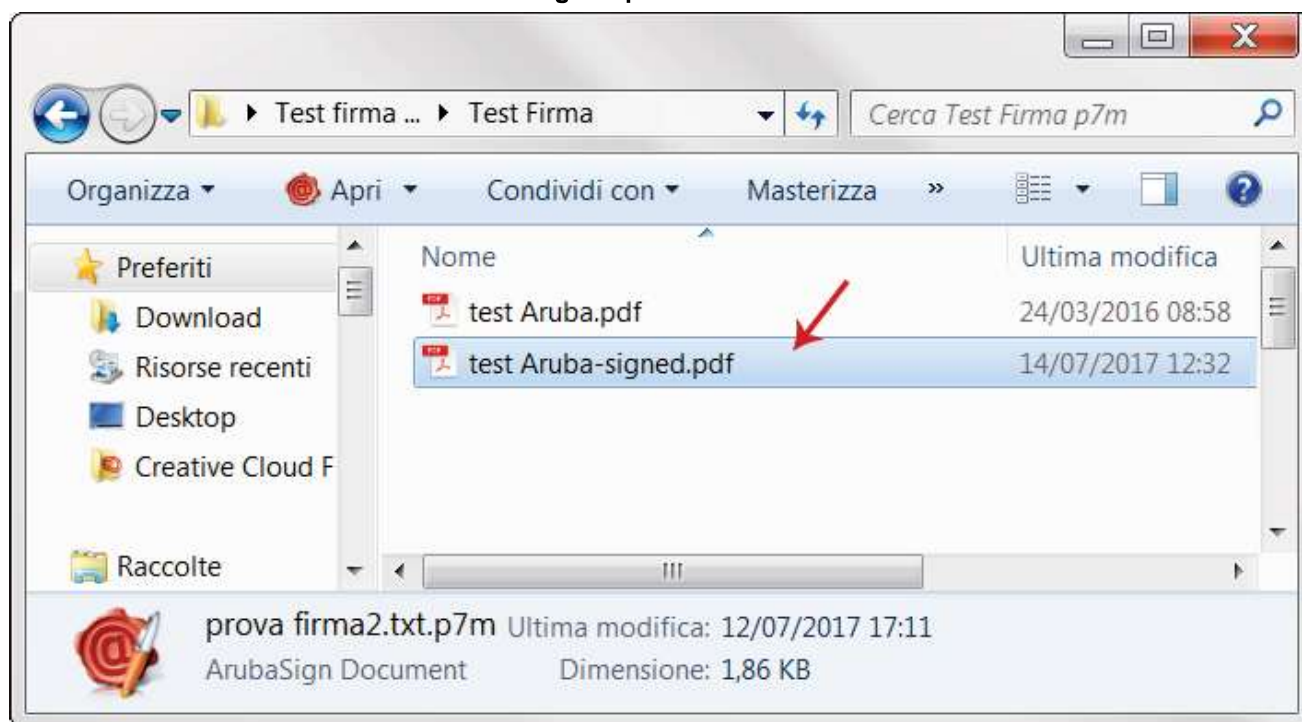 Test firma ... Test Firma
Cerca Test Firma p7m
Organizza Apri Condividi con Masterizza »
Preferiti
Download
Risorse recenti
Desktop
Creative Cloud F
Raccolte
Nome Ultima modifica
test Aruba.pdf 24/03/2016 08:58
test Aruba-signed.pdf 14/07/2017 12:32
prova firma2.txt.p7m Ultima modifica: 12/07/2017 17:11
ArubaSign Document Dimensione: 1,86 KB